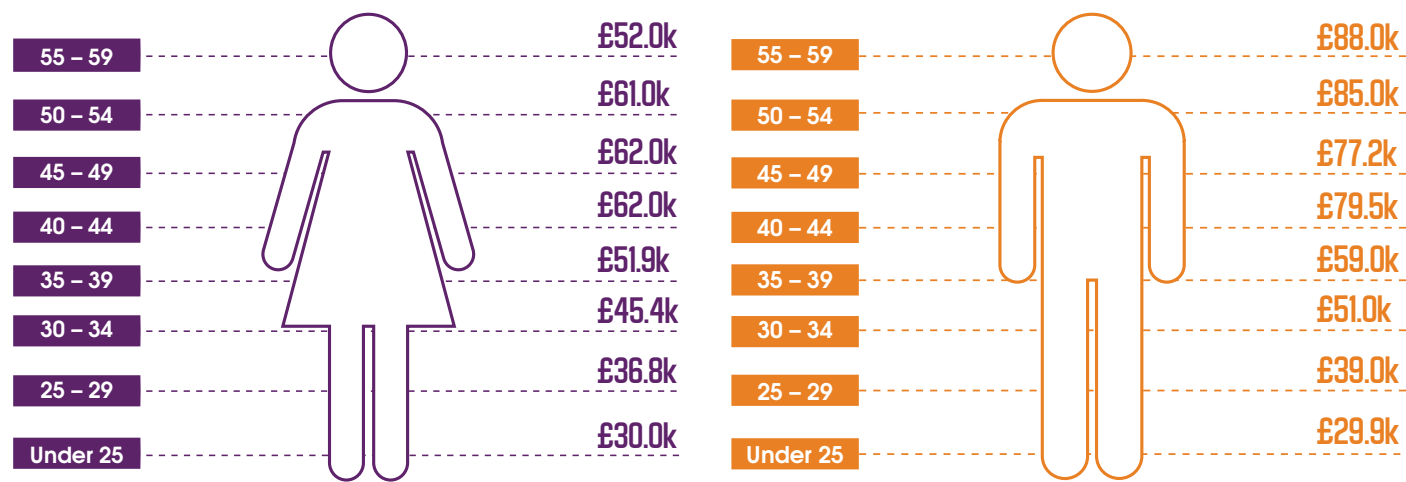 55 – 59 £52.0k
50 – 54 £61.0k
45 – 49 £62.0k
40 – 44 £62.0k
35 – 39 £51.9k
30 – 34 £45.4k
25 – 29 £36.8k
Under 25 £30.0k
55 – 59 £88.0k
50 – 54 £85.0k
45 – 49 £77.2k
40 – 44 £79.5k
35 – 39 £59.0k
30 – 34 £51.0k
25 – 29 £39.0k
Under 25 £29.9k